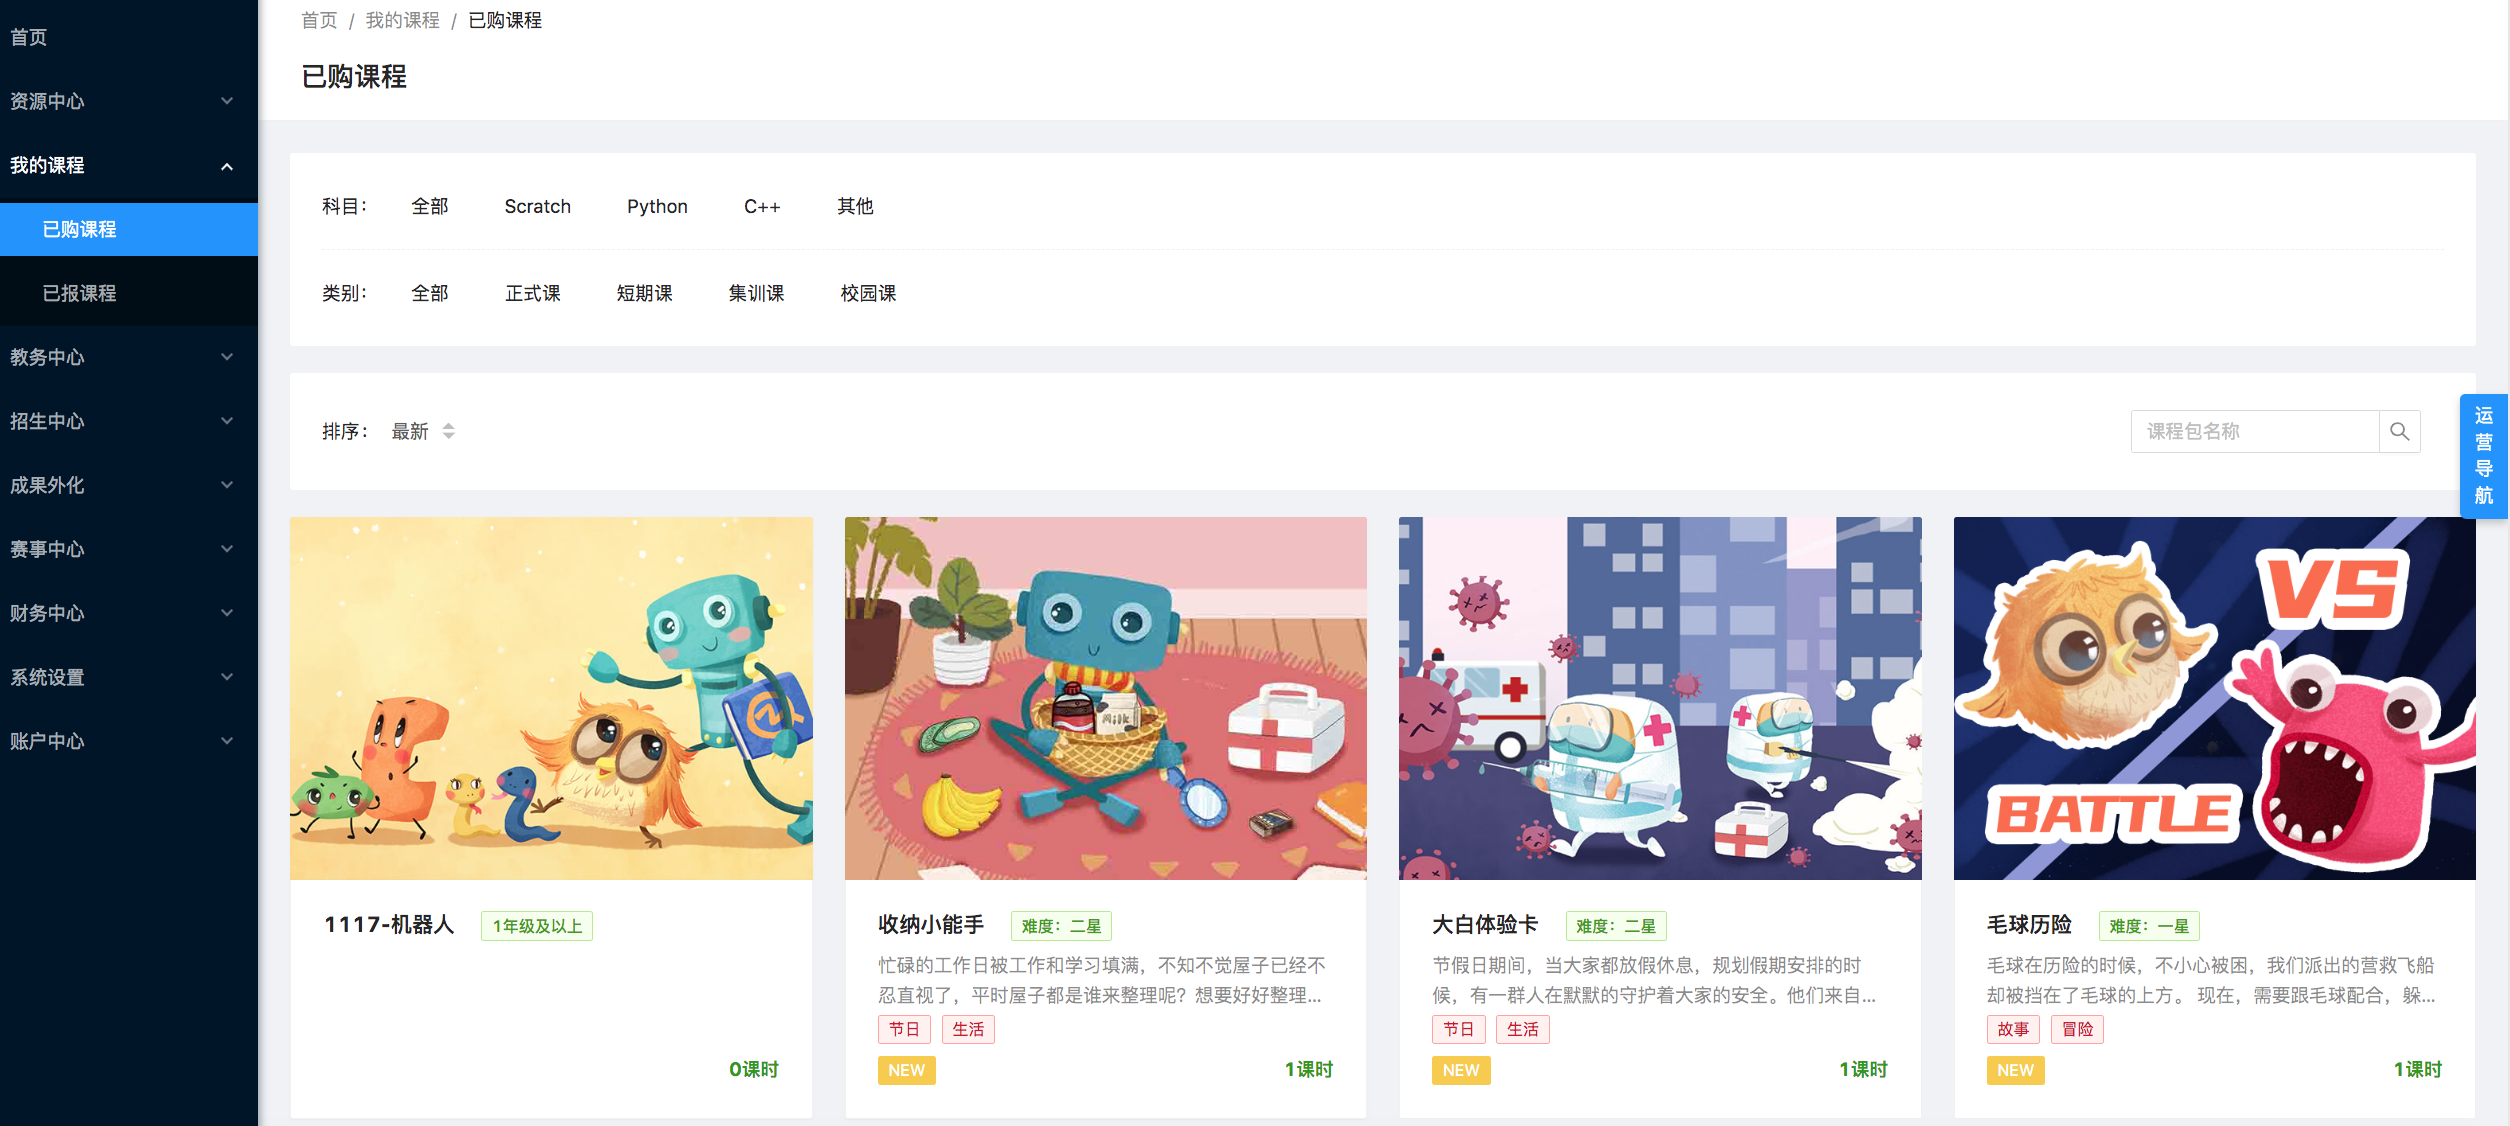 首页
资源中心
我的课程
已购课程
已报课程
教务中心
招生中心
成果外化
赛事中心
财务中心
系统设置
账户中心
首页 / 我的课程 / 已购课程
已购课程
科目： 全部 Scratch Python C++ 其他
类别： 全部 正式课 短期课 集训课 校园课
排序： 最新
课程包名称
运营导航
Milk
VS
BATTLE
1117-机器人 1年级及以上
0课时
收纳小能手 难度：二星
忙碌的工作日被工作和学习填满，不知不觉屋子已经不
忍直视了，平时屋子都是谁来整理呢？想要好好整理...
节日 生活
NEW 1课时
大白体验卡 难度：二星
节假日期间，当大家都放假休息，规划假期安排的时
候，有一群人在默默的守护着大家的安全。他们来自...
节日 生活
NEW 1课时
毛球历险 难度：一星
毛球在历险的时候，不小心被困，我们派出的营救飞船
却被挡在了毛球的上方。 现在，需要跟毛球配合，躲...
故事 冒险
NEW 1课时